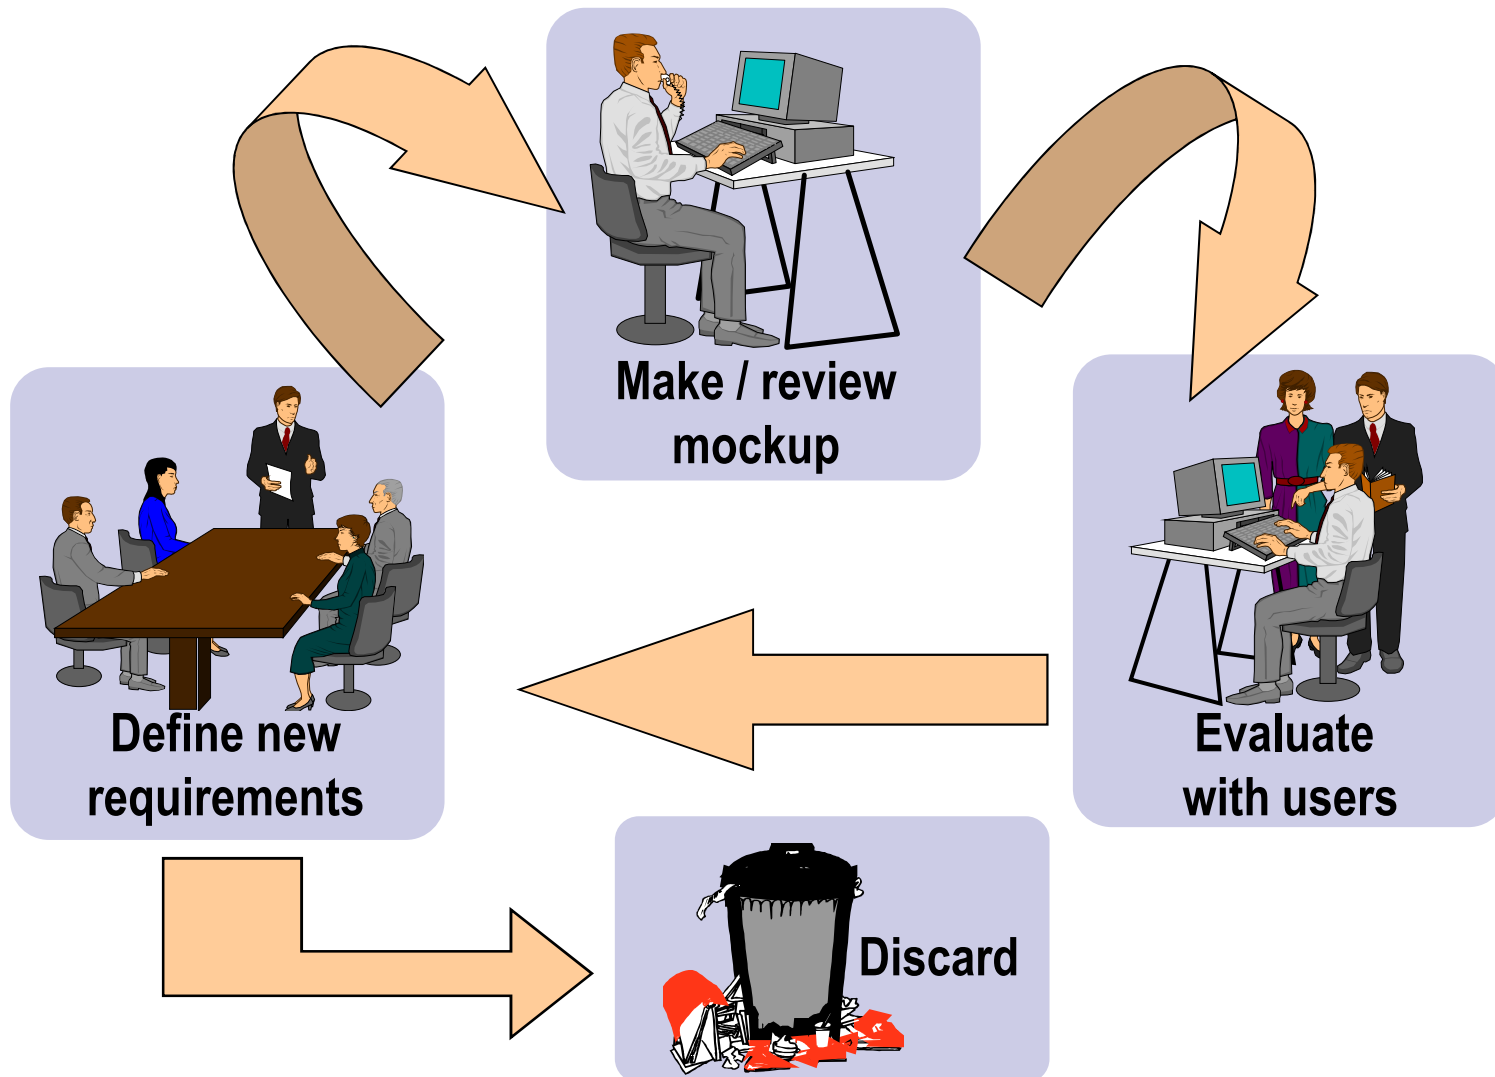 Make / review
mockup
Define new
requirements
Evaluate
with users
Discard